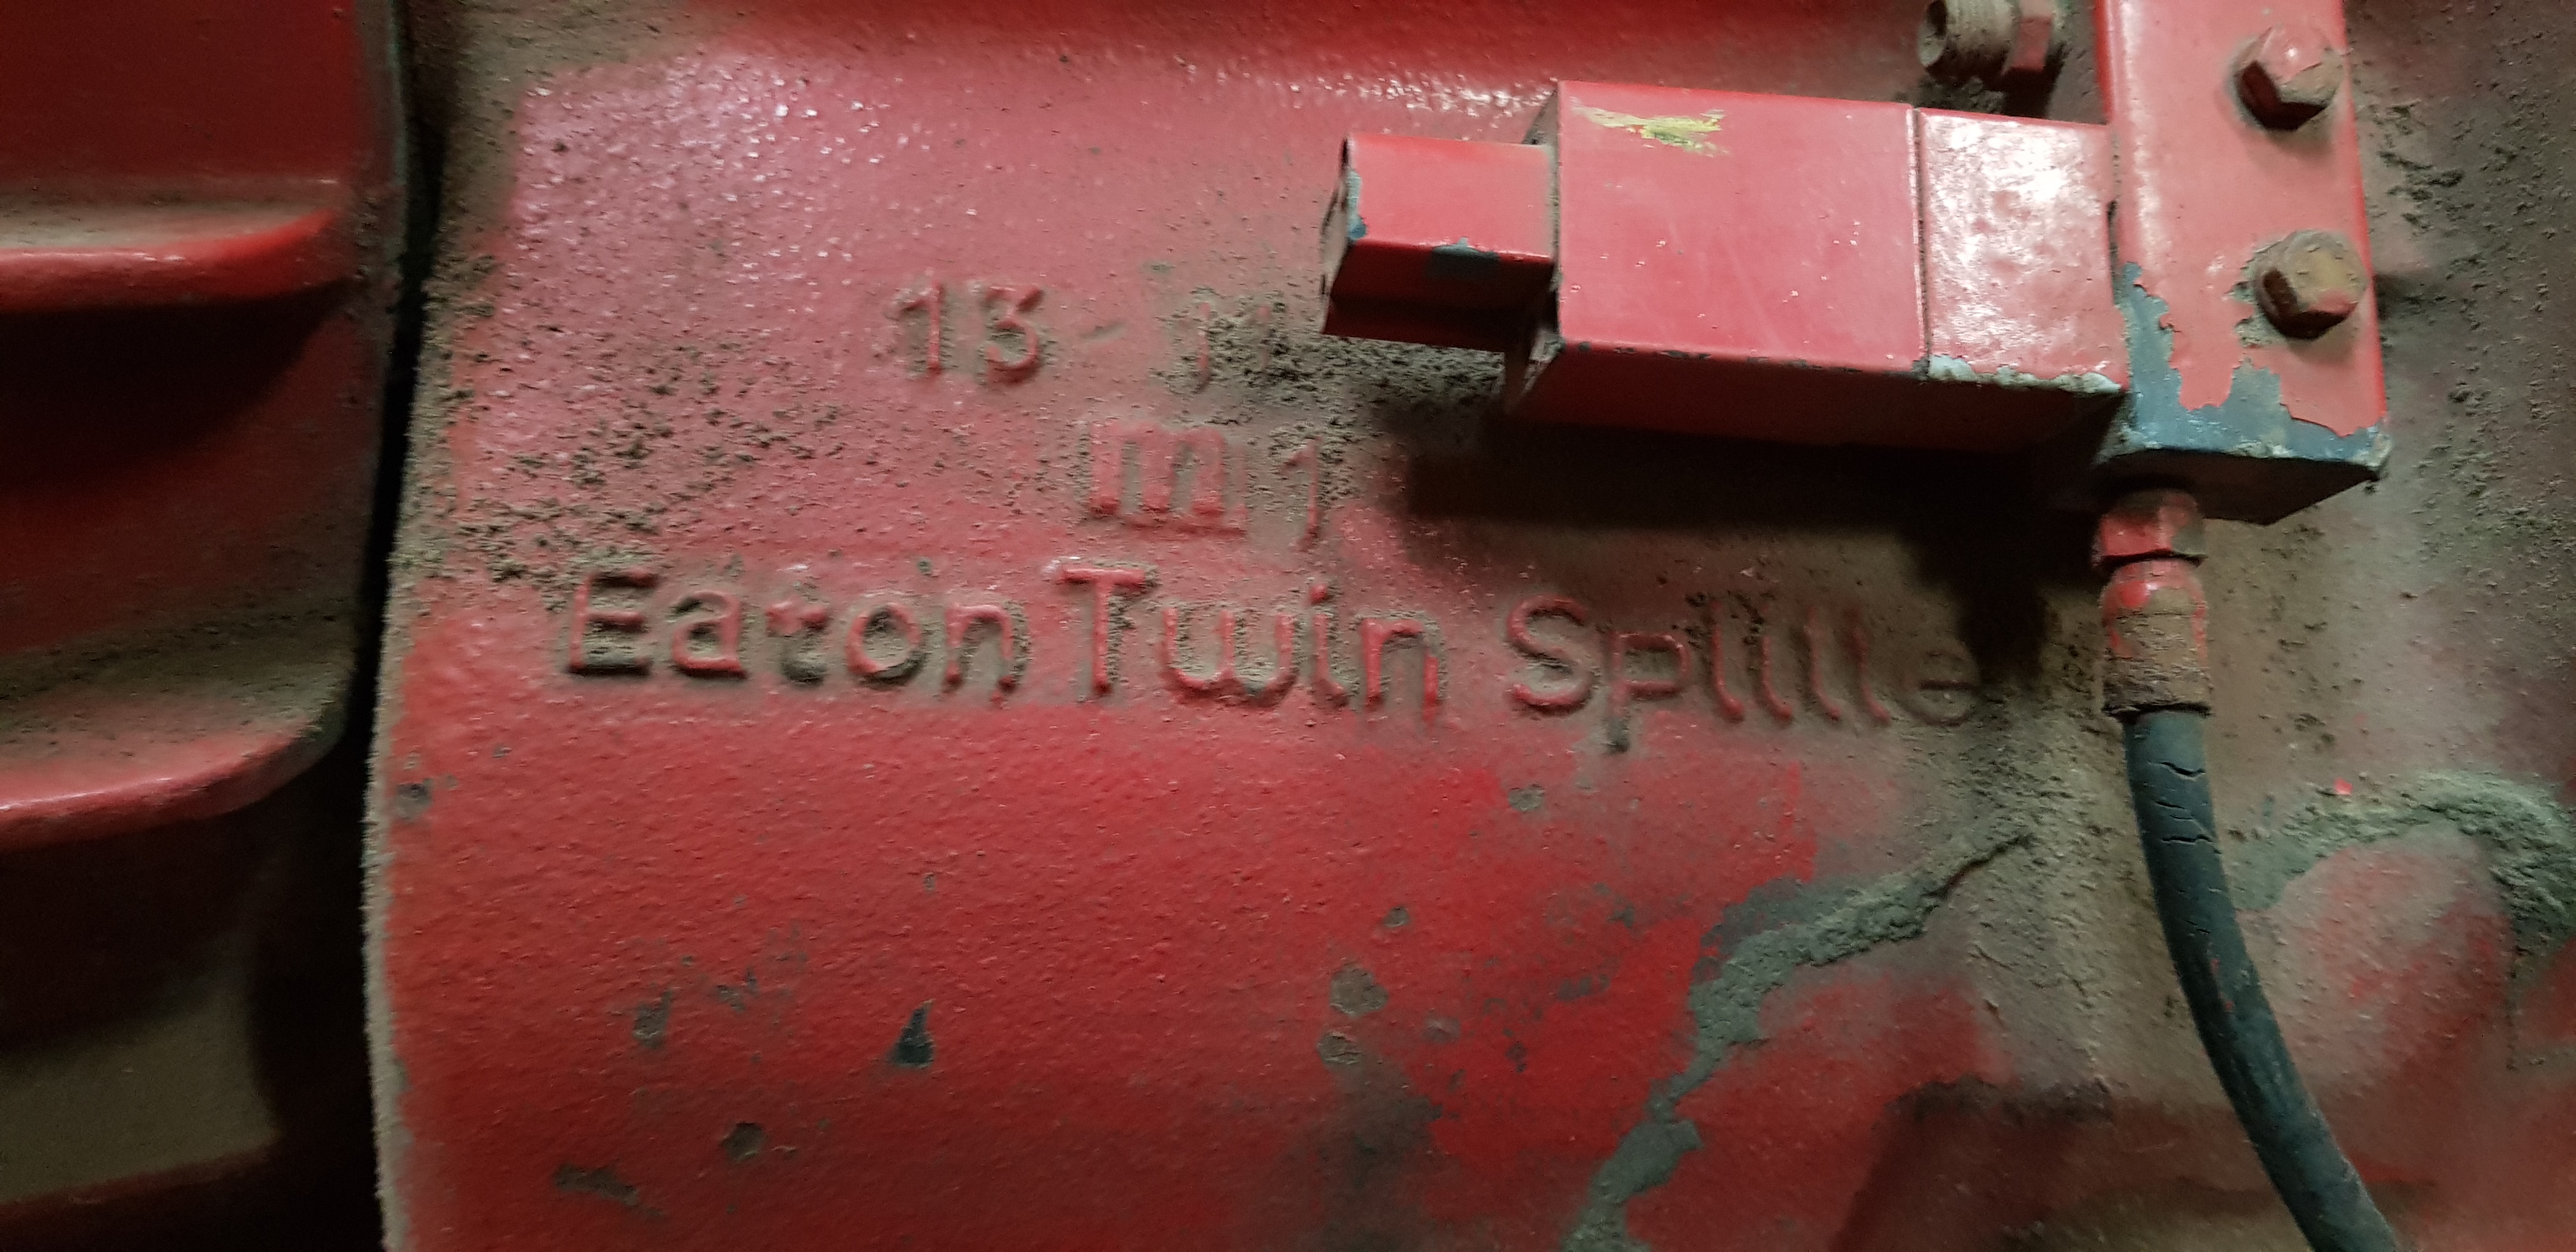 13 -
m 1
Eaton Twin Splitte